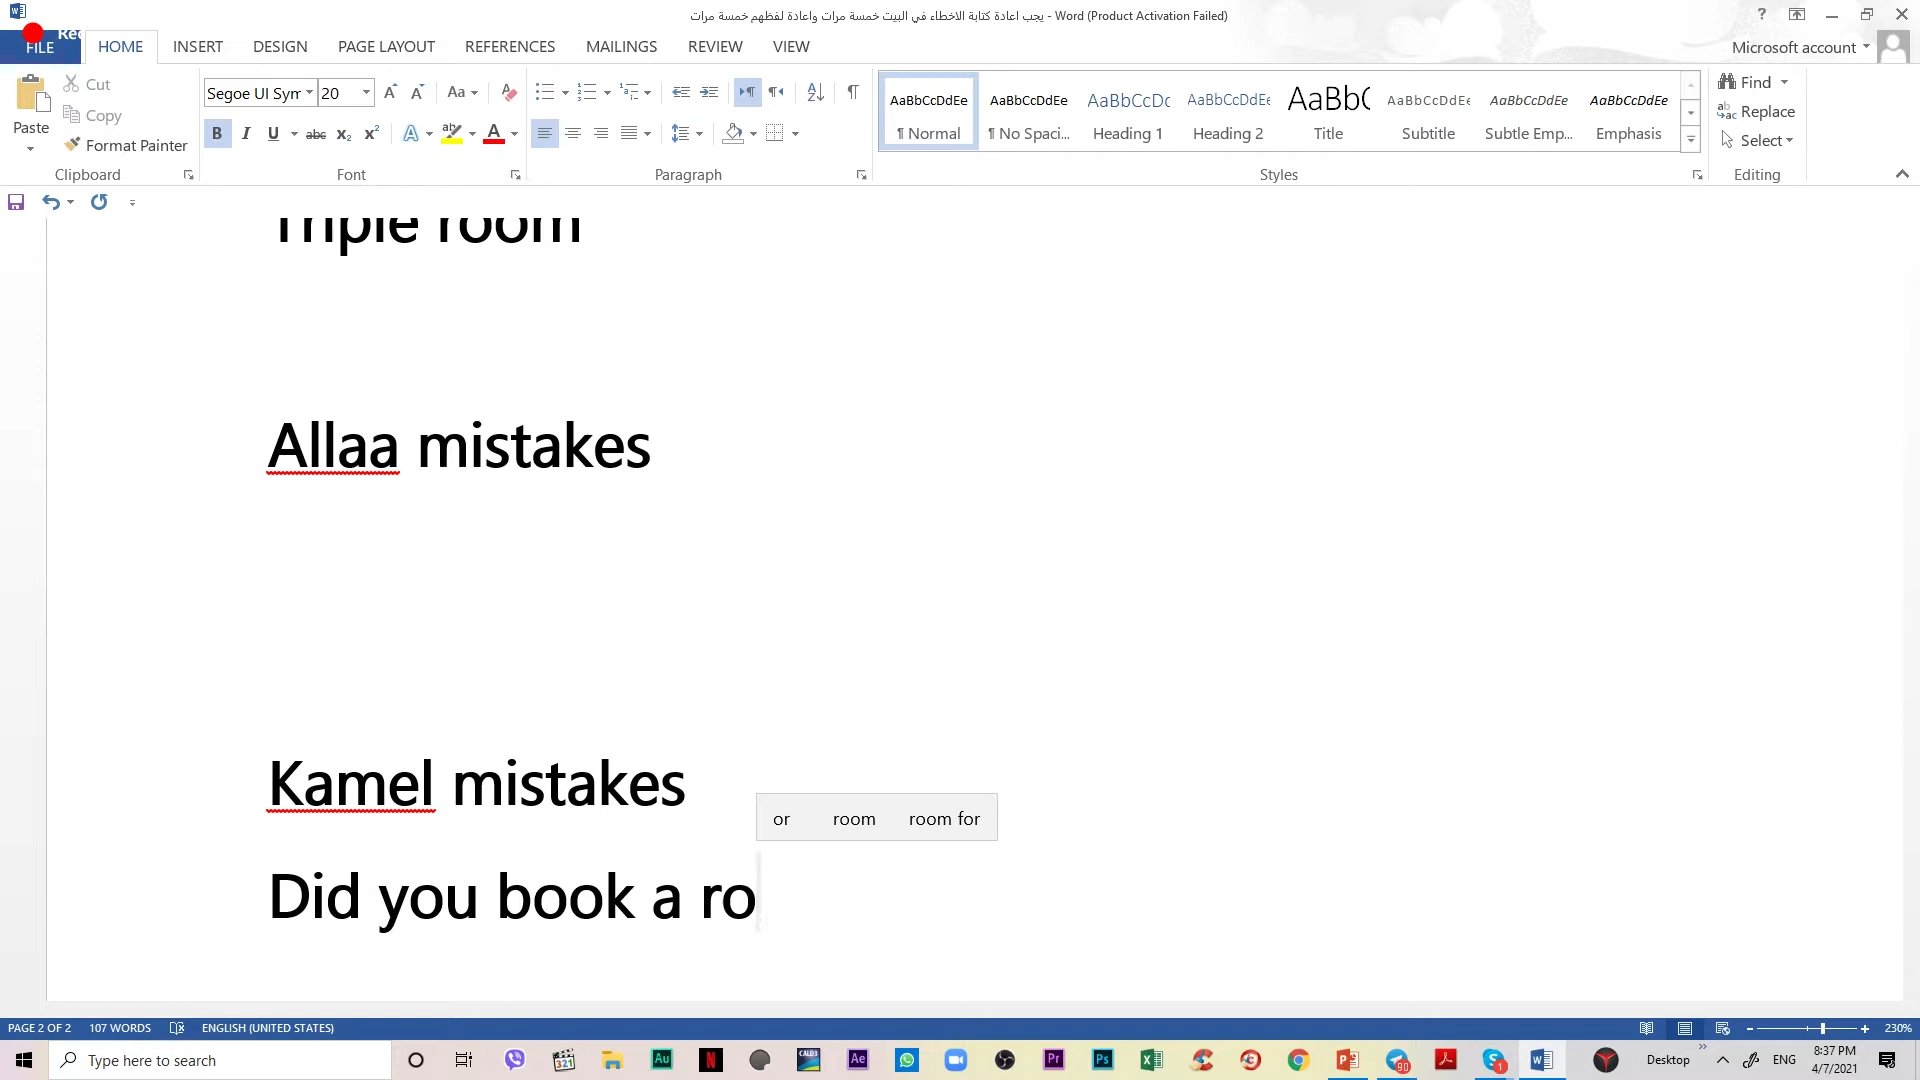 يجب اعادة كتابة الاخطاء في البيت خمسة مرات واعادة لفظهم خمسة مرات - Word (Product Activation Failed)
?
FILE HOME INSERT DESIGN PAGE LAYOUT REFERENCES MAILINGS REVIEW VIEW Microsoft account
Paste
Cut
Copy
Format Painter
Clipboard
Segoe UI Sym 20
Font
Paragraph
AaBbCcDdEe AaBbCcDdEe AaBbCcDc AaBbCcDdEe AaBb( AaBbCcDdEe AaBbCcDdEe AaBbCcDdEe
¶ Normal ¶ No Spaci... Heading 1 Heading 2 Title Subtitle Subtle Emp... Emphasis
Styles
Find
Replace
Select
Editing
Triple room
Allaa mistakes
Kamel mistakes
or room room for
Did you book a ro
PAGE 2 OF 2 107 WORDS ENGLISH (UNITED STATES) 230%
Type here to search
Desktop ENG 8:37 PM
4/7/2021